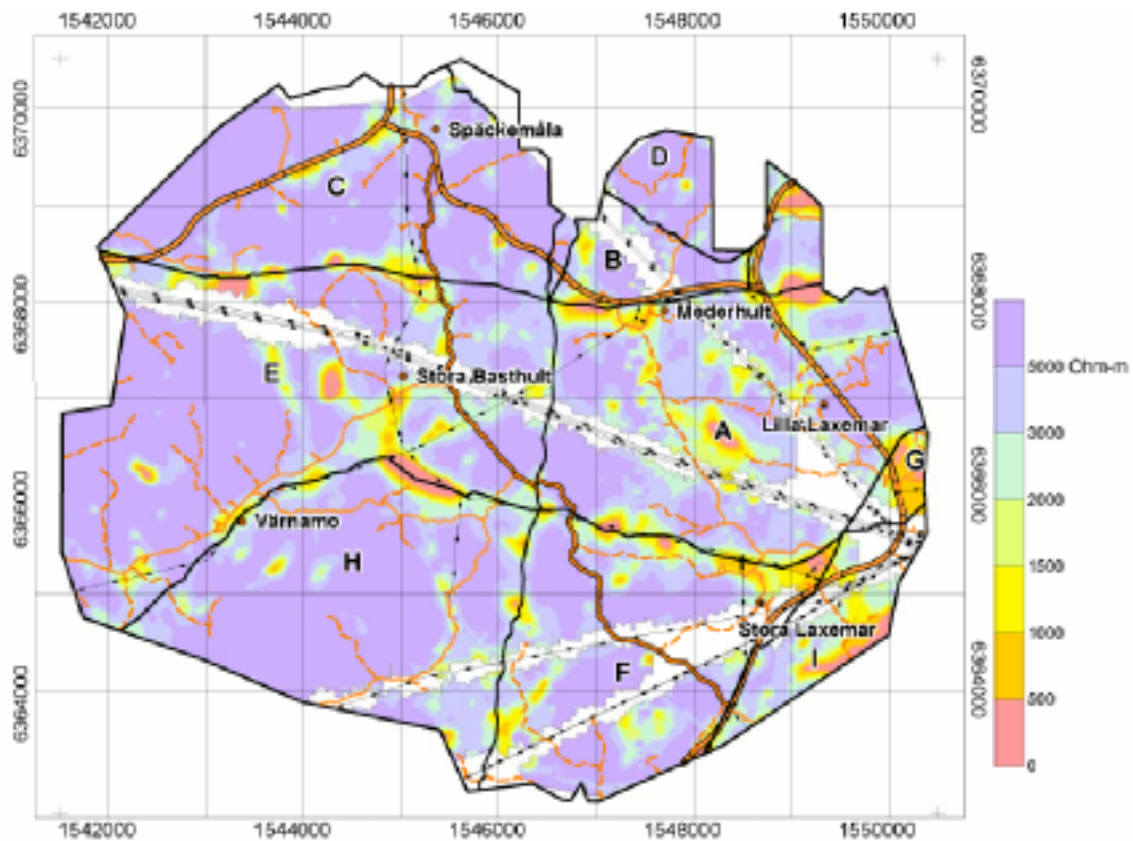 1542000 1544000 1546000 1548000 1550000
6370000 6370000
Späckemåla
D
C
B
6368000 6368000
Mederhult
E
Stora Basthult
5000 Ohm-m
A
Lilla Laxemar
3000
G
6366000 6366000
2000
Värnamo
H
1500
1000
Stora Laxemar
I
F
6364000 6364000
500
0
1542000 1544000 1546000 1548000 1550000